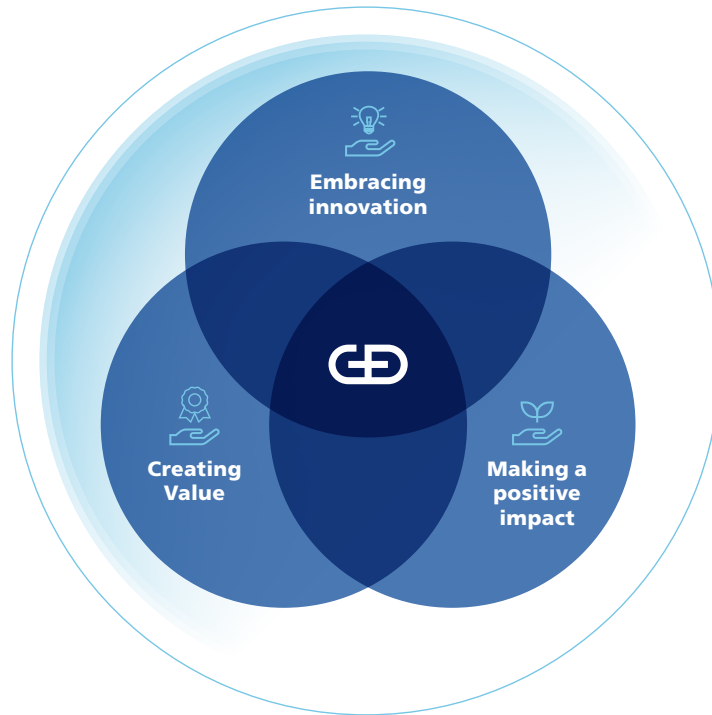 Embracing
innovation
Creating
Value
Making a
positive
impact